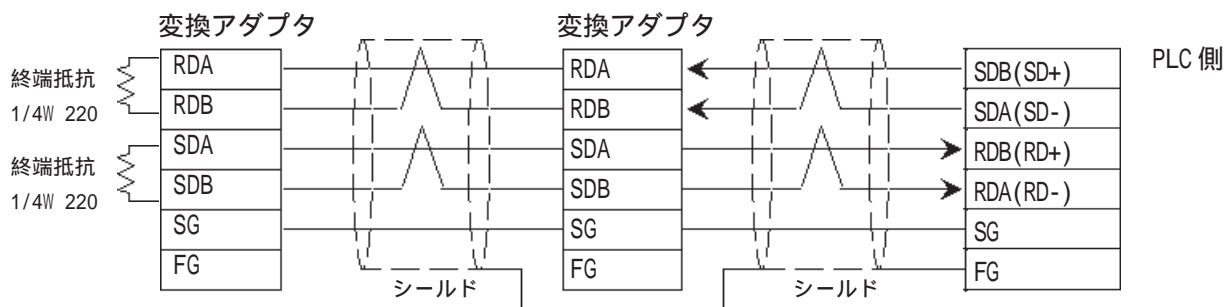 変換アダプタ
変換アダプタ
PLC 側
終端抵抗
1/4W 220
終端抵抗
1/4W 220
RDA
RDB
SDA
SDB
SG
FG
シールド
RDA
RDB
SDA
SDB
SG
FG
シールド
SDB(SD+)
SDA(SD-)
RDB(RD+)
RDA(RD-)
SG
FG